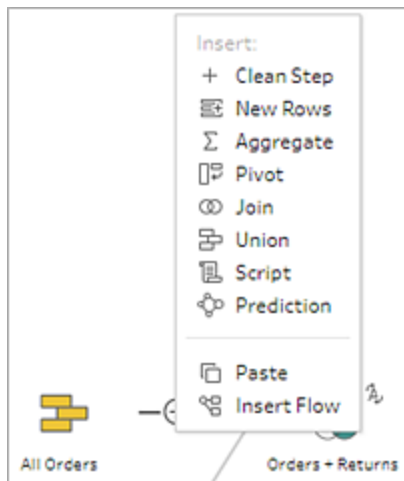 Insert:
Clean Step
New Rows
Aggregate
Pivot
Join
Union
Script
Prediction
Paste
Insert Flow
All Orders
Orders + Returns